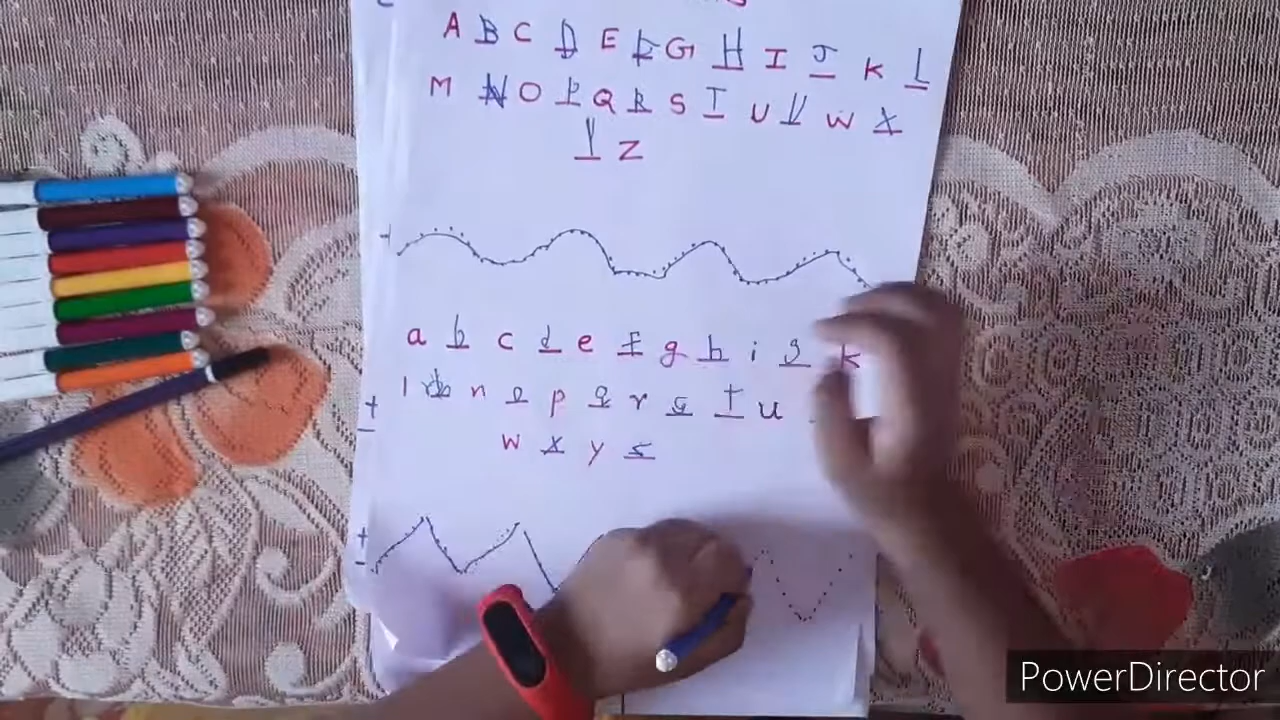 A B C D E F G H I J K L
M N O P Q R S T U V W X
Y Z
a b c d e f g h i g k
l m n o p q r s t u
w x y z
PowerDirector